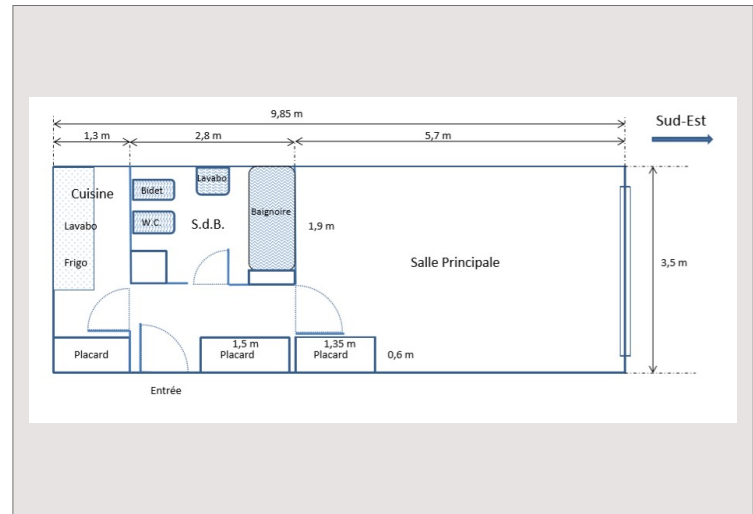 9,85 m
Sud-Est
1,3 m
2,8 m
5,7 m
Cuisine
Bidet
Lavabo
Lavabo
W.C.
S.d.B.
Baignoire
1,9 m
Frigo
Salle Principale
3,5 m
1,5 m
1,35 m
Placard
Placard
Placard
0,6 m
Entrée